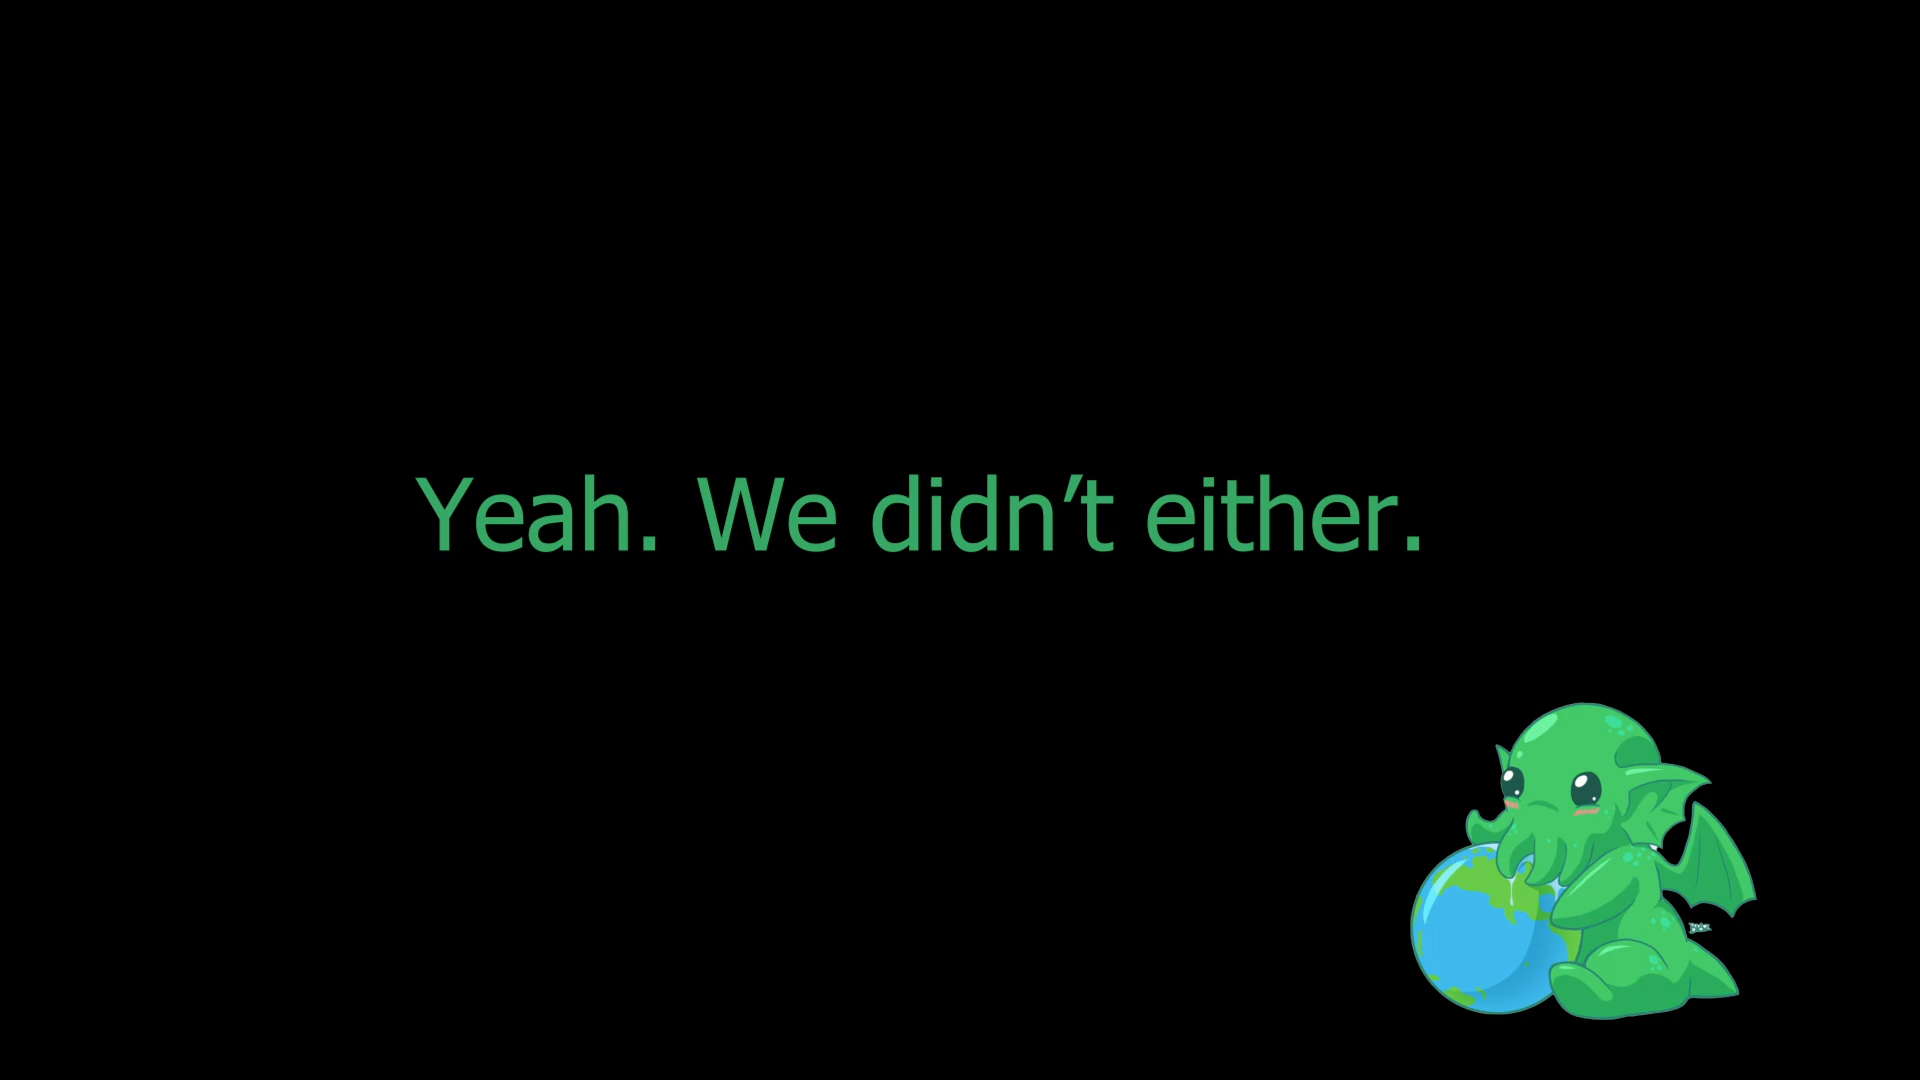 Yeah. We didn’t either.